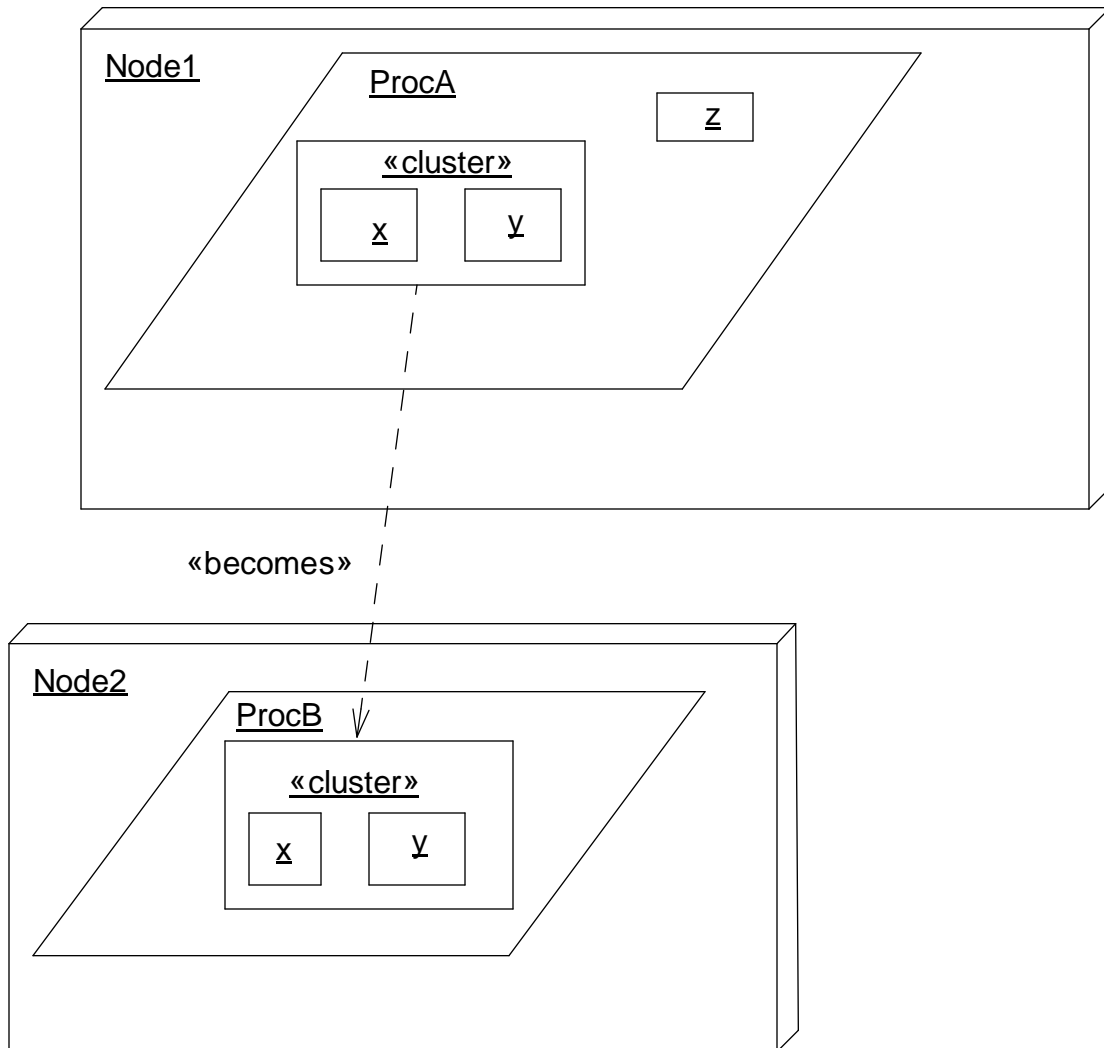 Node1
ProcA
z
«cluster»
x
y
«becomes»
Node2
ProcB
«cluster»
x
y